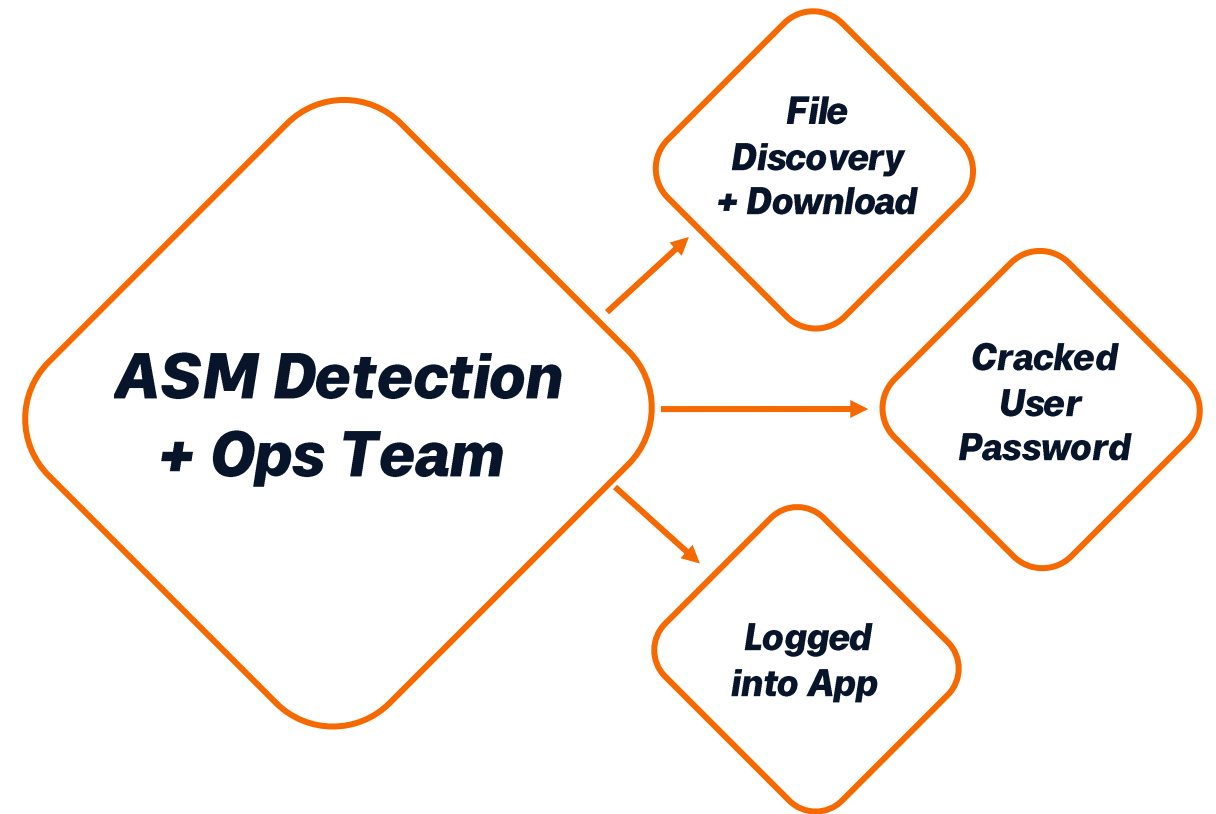 ASM Detection
+ Ops Team
File
Discovery
+ Download
Cracked
User
Password
Logged
into App